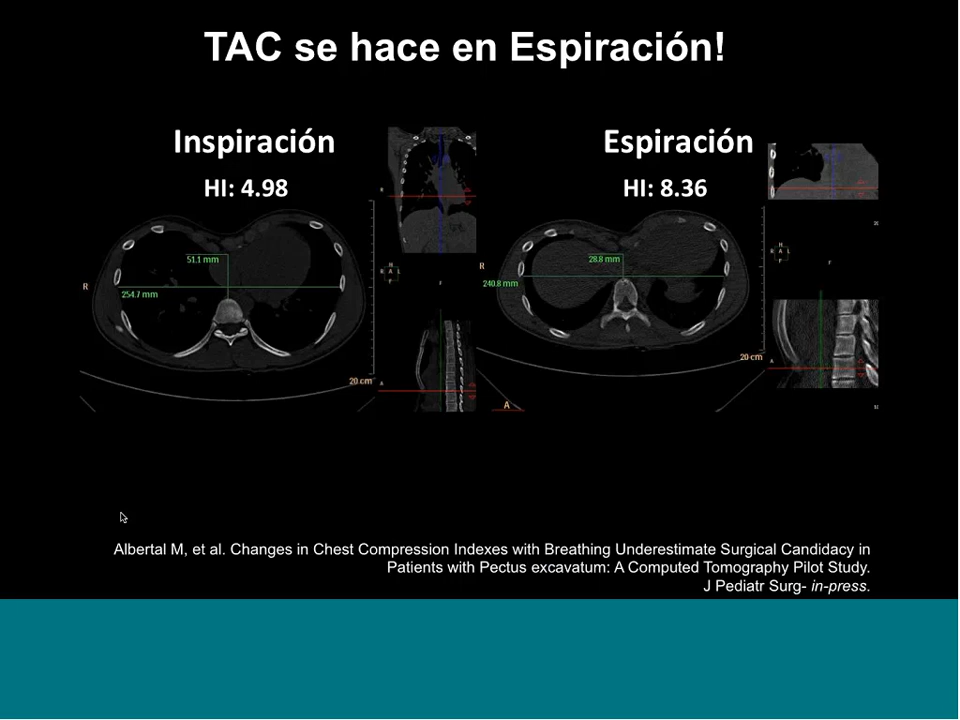 TAC se hace en Espiración!
Inspiración
HI: 4.98
Espiración
HI: 8.36
51.1 mm
R
254.7 mm
20 cm
H
R A L
F
F
A
28.8 mm
R
240.8 mm
20 cm
A
H
R A L
F
F
A
Albertal M, et al. Changes in Chest Compression Indexes with Breathing Underestimate Surgical Candidacy in
Patients with Pectus excavatum: A Computed Tomography Pilot Study.
J Pediatr Surg- in-press.